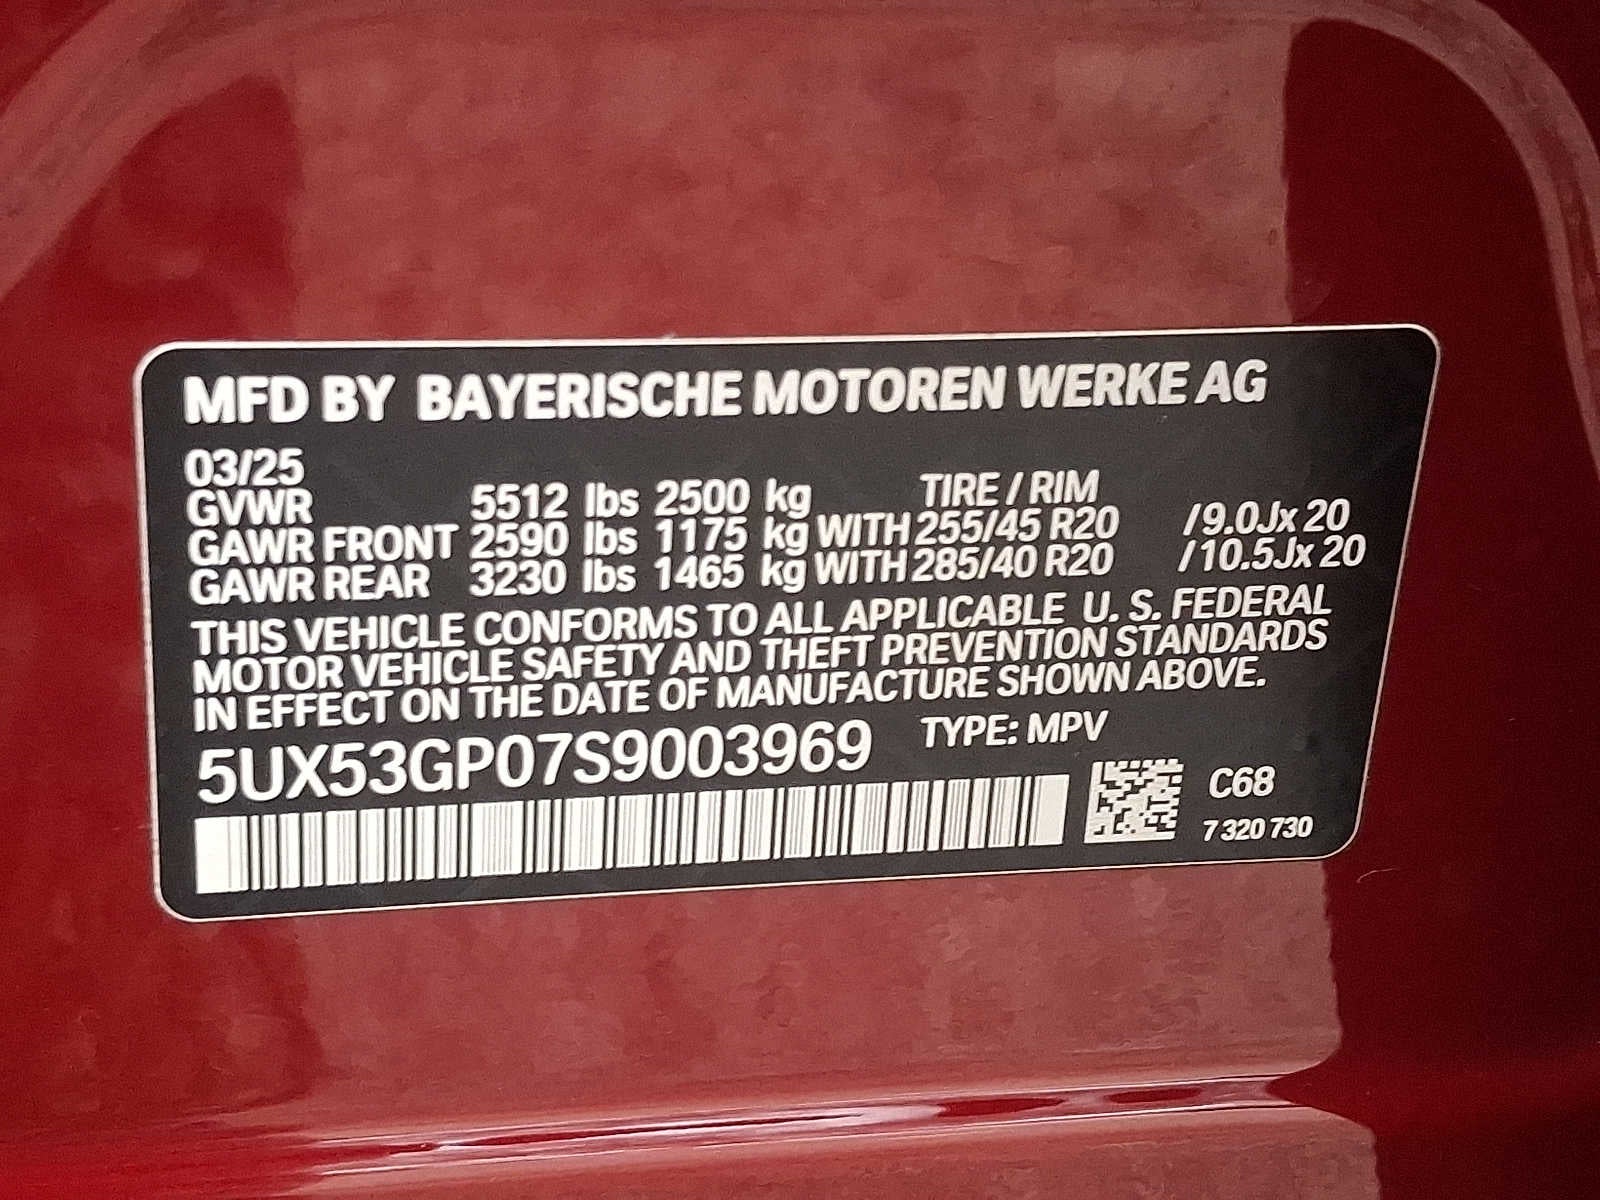 MFD BY BAYERISCHE MOTOREN WERKE AG
03/25
GVWR 5512 lbs 2500 kg TIRE / RIM
GAWR FRONT 2590 lbs 1175 kg WITH 255/45 R20 /9.0Jx 20
GAWR REAR 3230 lbs 1465 kg WITH 285/40 R20 /10.5Jx 20
THIS VEHICLE CONFORMS TO ALL APPLICABLE U. S. FEDERAL
MOTOR VEHICLE SAFETY AND THEFT PREVENTION STANDARDS
IN EFFECT ON THE DATE OF MANUFACTURE SHOWN ABOVE.
5UX53GP07S9003969 TYPE: MPV
C68
7 320 730